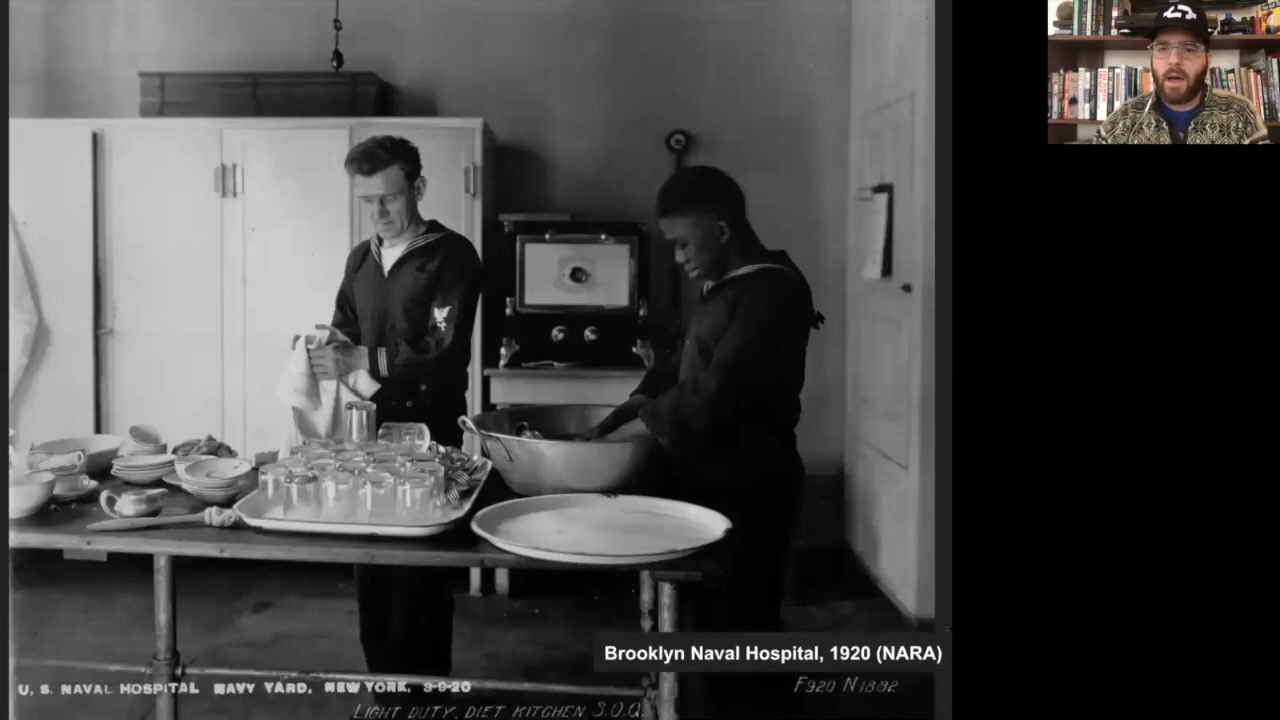 Brooklyn Naval Hospital, 1920 (NARA)
U. S. NAVAL HOSPITAL NAVY YARD, NEW YORK, 3-9-20
F920 N1882
LIGHT DUTY, DIET KITCHEN S.O.Q.